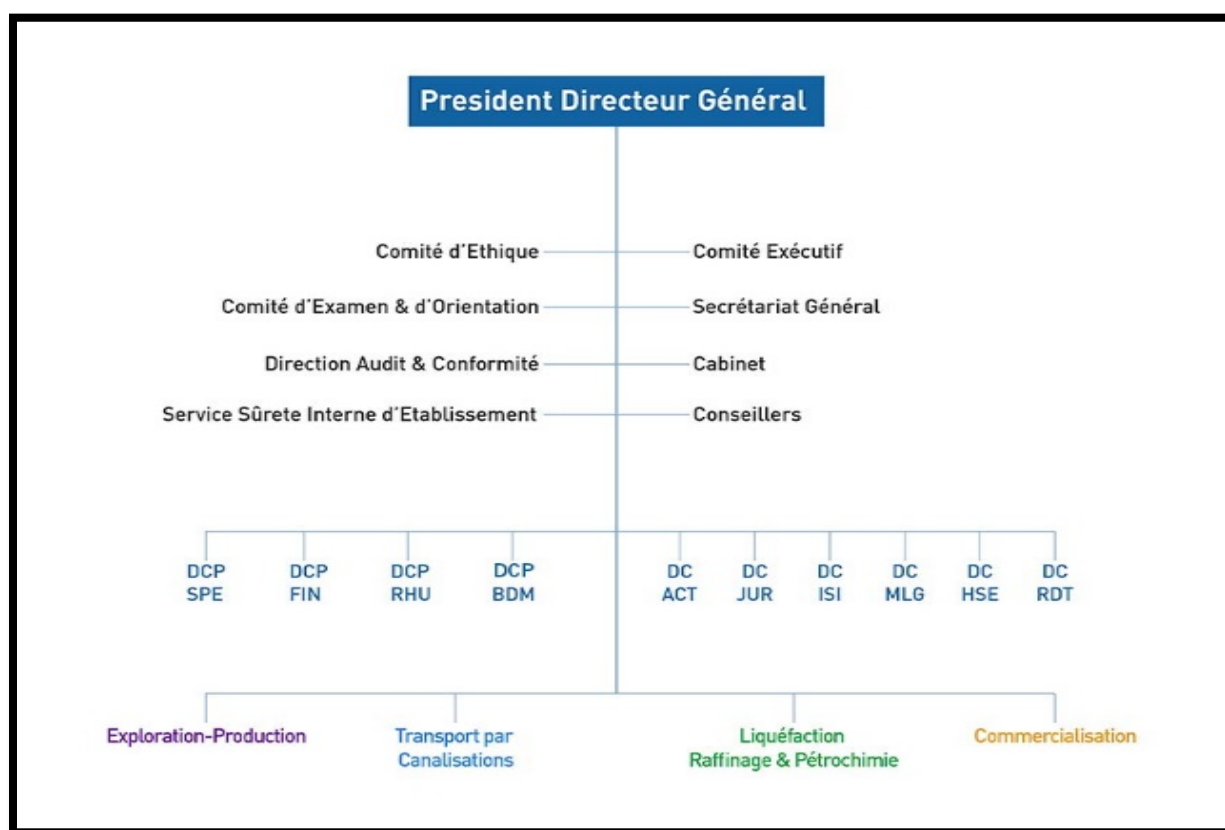 President Directeur Général
Comité d'Ethique
Comité Exécutif
Comité d'Examen & d'Orientation
Secrétariat Général
Direction Audit & Conformité
Cabinet
Service Sûrete Interne d'Etablissement
Conseillers
DCP
SPE
DCP
FIN
DCP
RHU
DCP
BDM
DC
ACT
DC
JUR
DC
ISI
DC
MLG
DC
HSE
DC
RDT
Exploration-Production
Transport par
Canalisations
Liquéfaction
Raffinage & Pétrochimie
Commercialisation